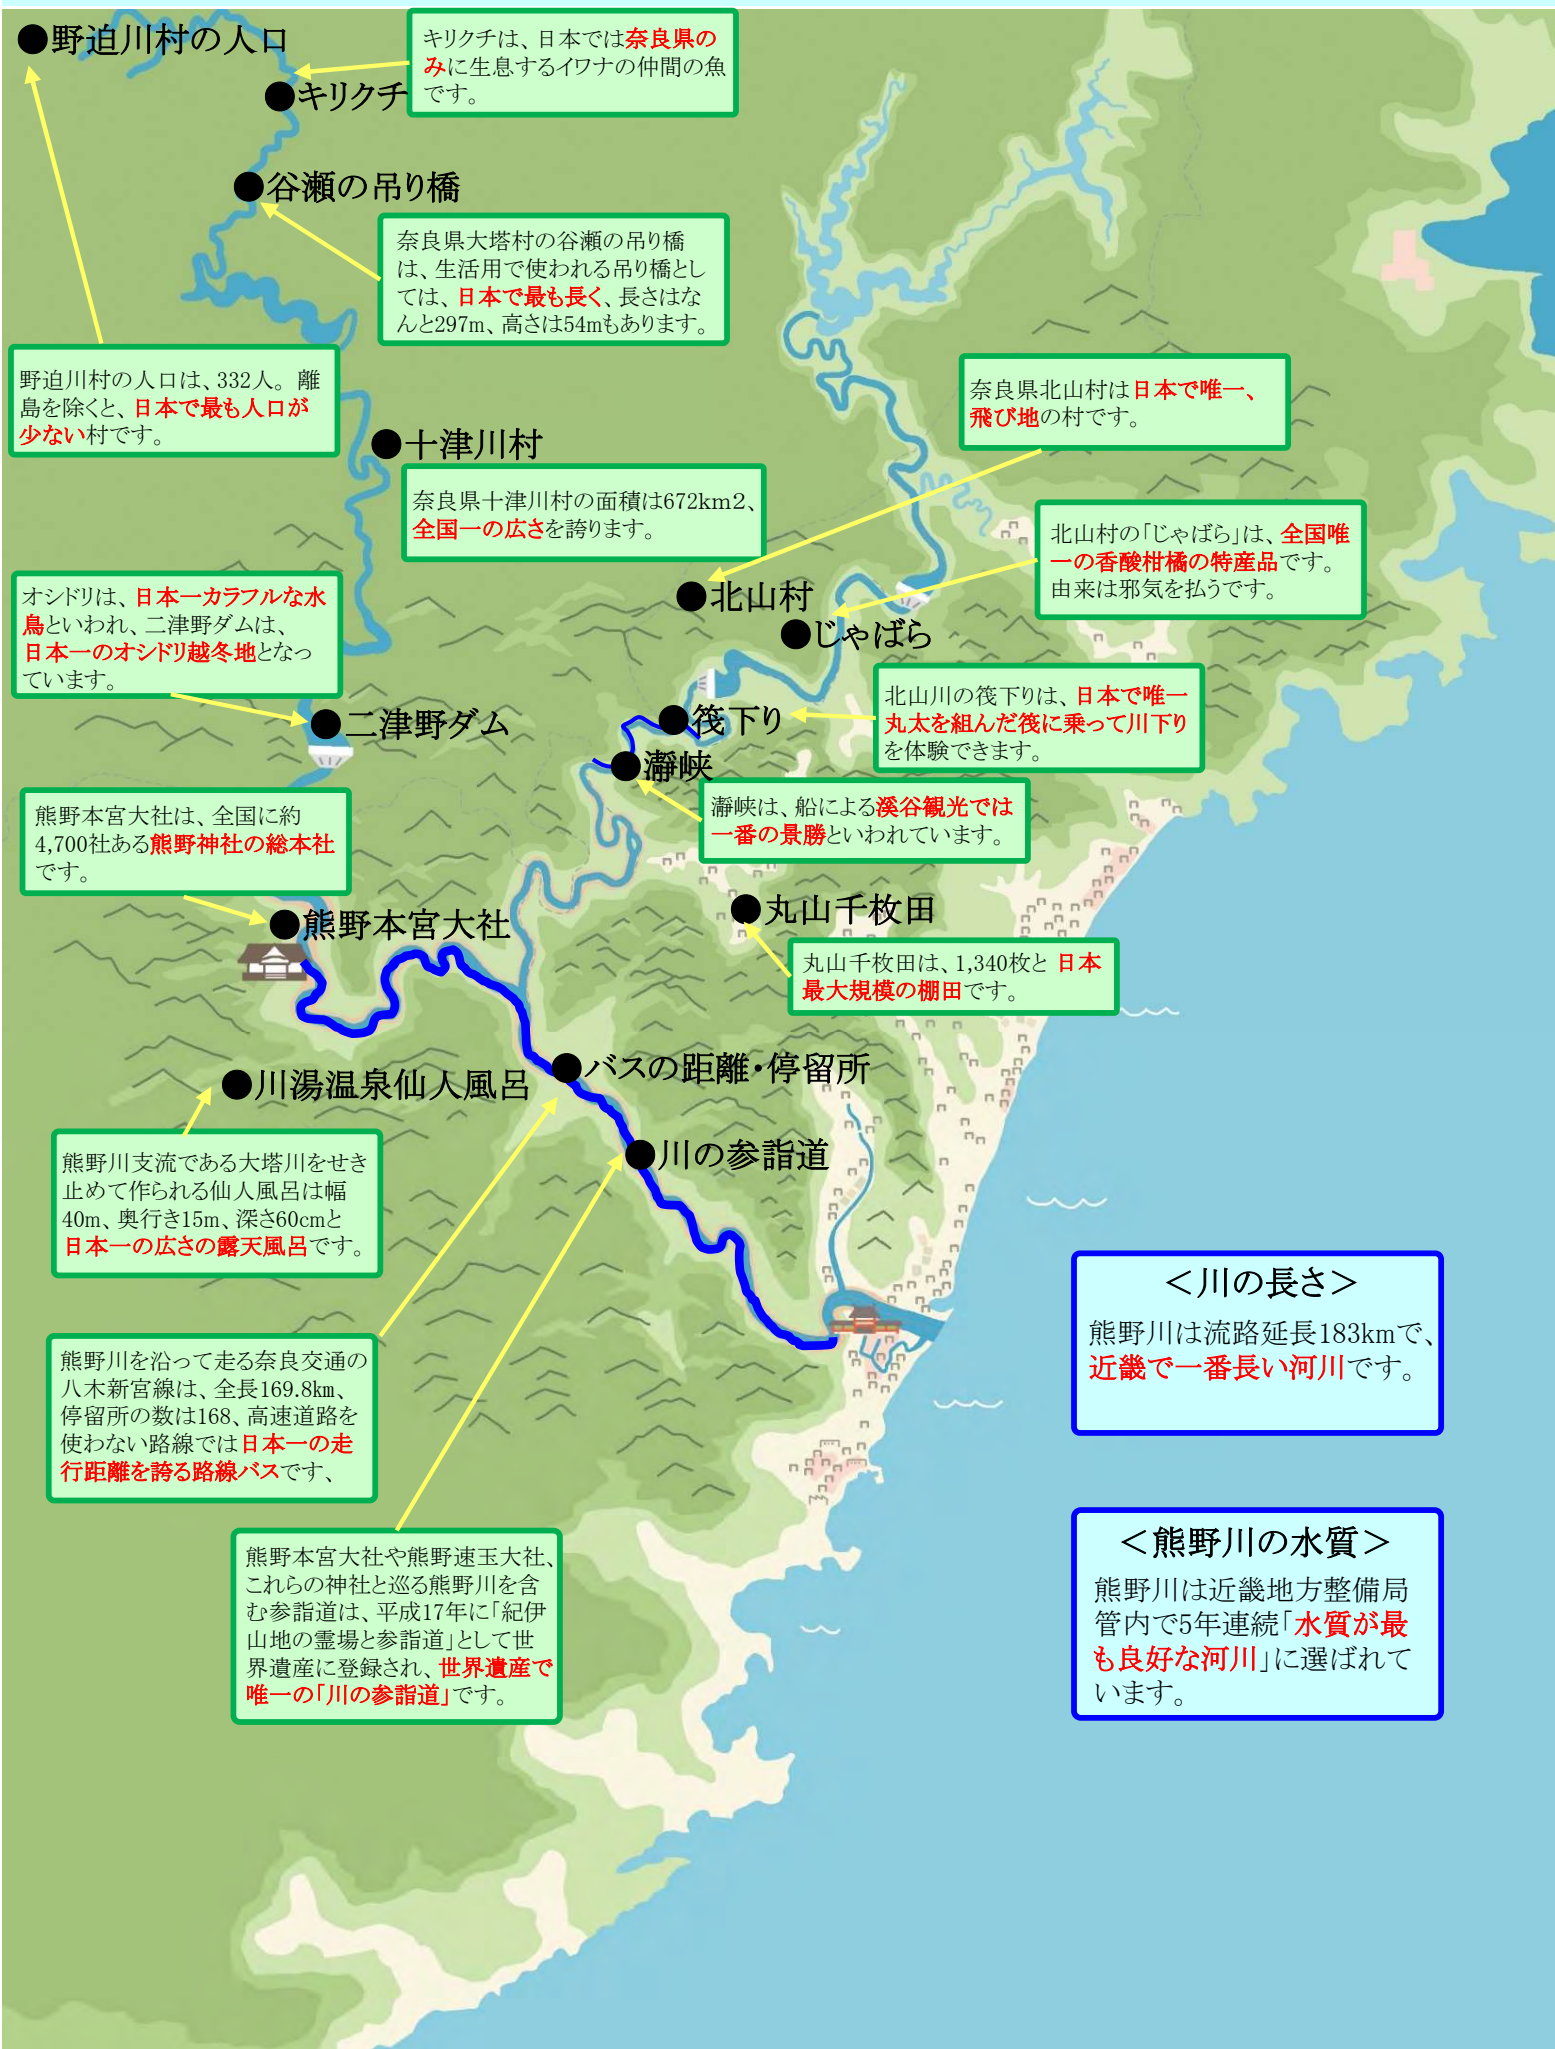 ●野迫川村の人口
キリクチは、日本では奈良県の
みに生息するイワナの仲間の魚
です。
●キリクチ
●谷瀬の吊り橋
奈良県大塔村の谷瀬の吊り橋
は、生活用で使われる吊り橋とし
ては、日本で最も長く、長さはな
んと297m、高さは54mもあります。
野迫川村の人口は、332人。離
島を除くと、日本で最も人口が
少ない村です。
奈良県北山村は日本で唯一、
飛び地の村です。
●十津川村
奈良県十津川村の面積は672km2、
全国一の広さを誇ります。
北山村の「じゃばら」は、全国唯
一の香酸柑橘の特産品です。
由来は邪気を払うです。
オシドリは、日本一カラフルな水
鳥といわれ、二津野ダムは、
日本一のオシドリ越冬地となっ
ています。
●北山村
●じゃばら
北山川の筏下りは、日本で唯一
丸太を組んだ筏に乗って川下り
を体験できます。
●二津野ダム
●筏下り
●瀞峡
瀞峡は、船による渓谷観光では
一番の景勝といわれています。
熊野本宮大社は、全国に約
4,700社ある熊野神社の総本社
です。
●熊野本宮大社
●丸山千枚田
丸山千枚田は、1,340枚と 日本
最大規模の棚田です。
●バスの距離・停留所
●川湯温泉仙人風呂
●川の参詣道
熊野川支流である大塔川をせき
止めて作られる仙人風呂は幅
40m、奥行き15m、深さ60cmと
日本一の広さの露天風呂です。
＜川の長さ＞
熊野川は流路延長183kmで、
近畿で一番長い河川です。
熊野川を沿って走る奈良交通の
八木新宮線は、全長169.8㎞、
停留所の数は168、高速道路を
使わない路線では日本一の走
行距離を誇る路線バスです、
＜熊野川の水質＞
熊野川は近畿地方整備局
管内で5年連続「水質が最
も良好な河川」に選ばれて
います。
熊野本宮大社や熊野速玉大社、
これらの神社と巡る熊野川を含
む参詣道は、平成17年に「紀伊
山地の霊場と参詣道」として世
界遺産に登録され、世界遺産で
唯一の「川の参詣道」です。